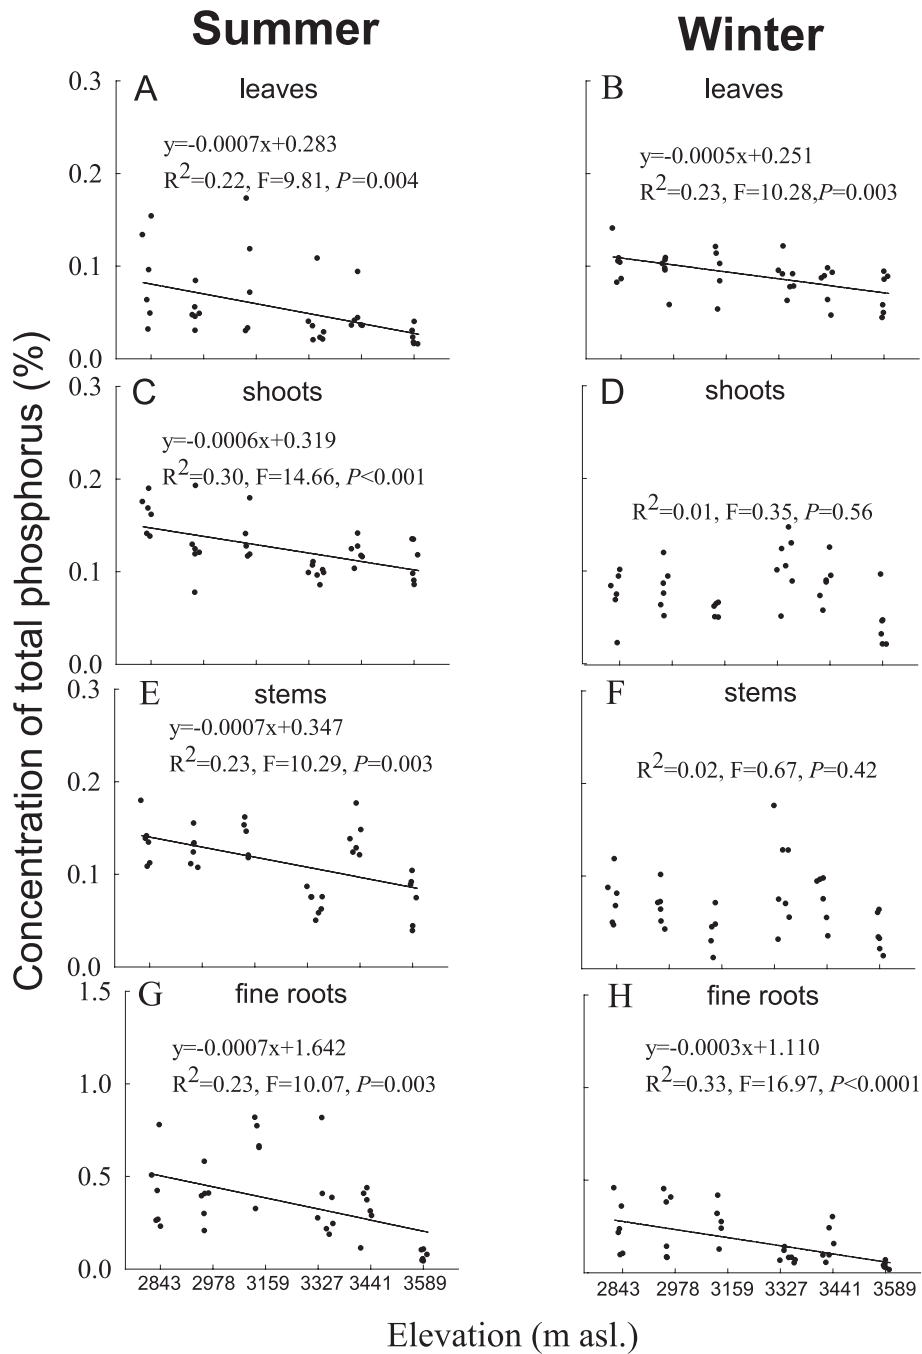 Summer
Winter
Concentration of total phosphorus (%)
A
leaves
y=-0.0007x+0.283
R2=0.22, F=9.81, P=0.004
0.3
0.2
0.1
0.0
B
leaves
y=-0.0005x+0.251
R2=0.23, F=10.28,P=0.003
C
shoots
y=-0.0006x+0.319
R2=0.30, F=14.66, P<0.001
0.3
0.2
0.1
0.0
D
shoots
R2=0.01, F=0.35, P=0.56
E
stems
y=-0.0007x+0.347
R2=0.23, F=10.29, P=0.003
0.3
0.2
0.1
0.0
F
stems
R2=0.02, F=0.67, P=0.42
G
fine roots
y=-0.0007x+1.642
R2=0.23, F=10.07, P=0.003
1.5
1.0
0.5
0.0
2843 2978 3159 3327 3441 3589
H
fine roots
y=-0.0003x+1.110
R2=0.33, F=16.97, P<0.0001
2843 2978 3159 3327 3441 3589
Elevation (m asl.)